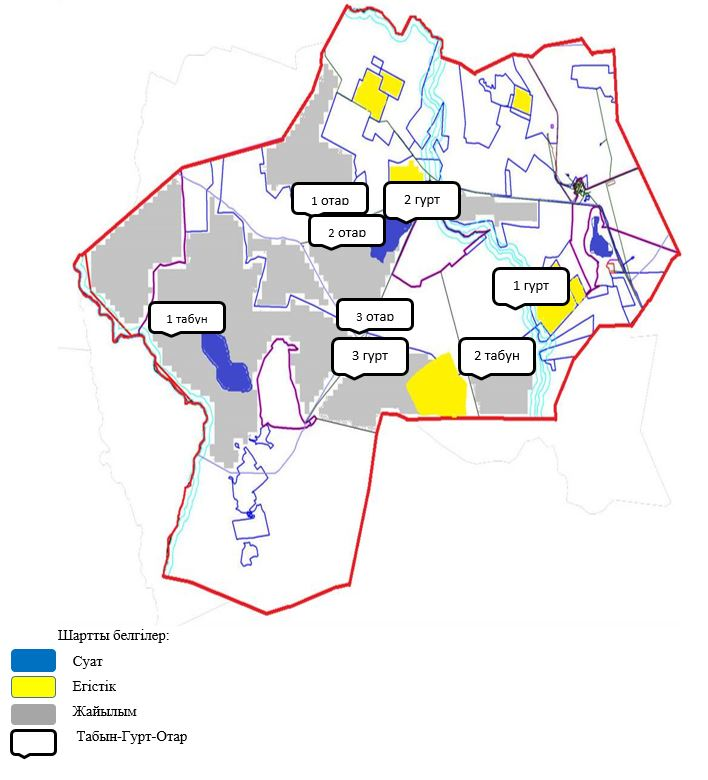 1 отар
2 гурт
2 отар
1 гурт
1 табун
3 отар
3 гурт
2 табун
Шартты белгілер:
Суат
Егістік
Жайылым
Табын-Гурт-Отар